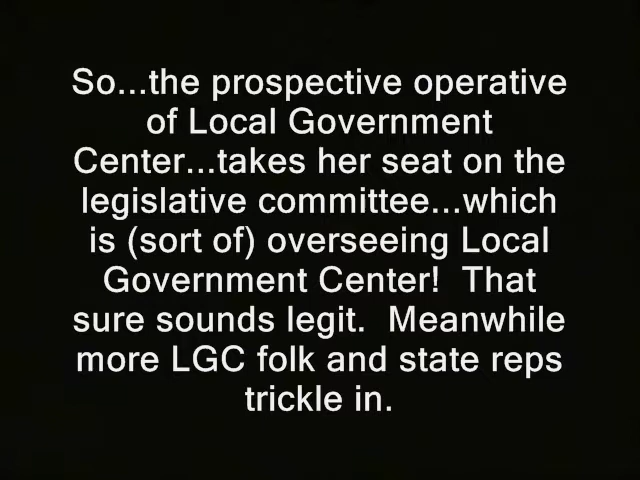 So...the prospective operative
of Local Government
Center...takes her seat on the
legislative committee...which
is (sort of) overseeing Local
Government Center!  That
sure sounds legit.  Meanwhile
more LGC folk and state reps
trickle in.